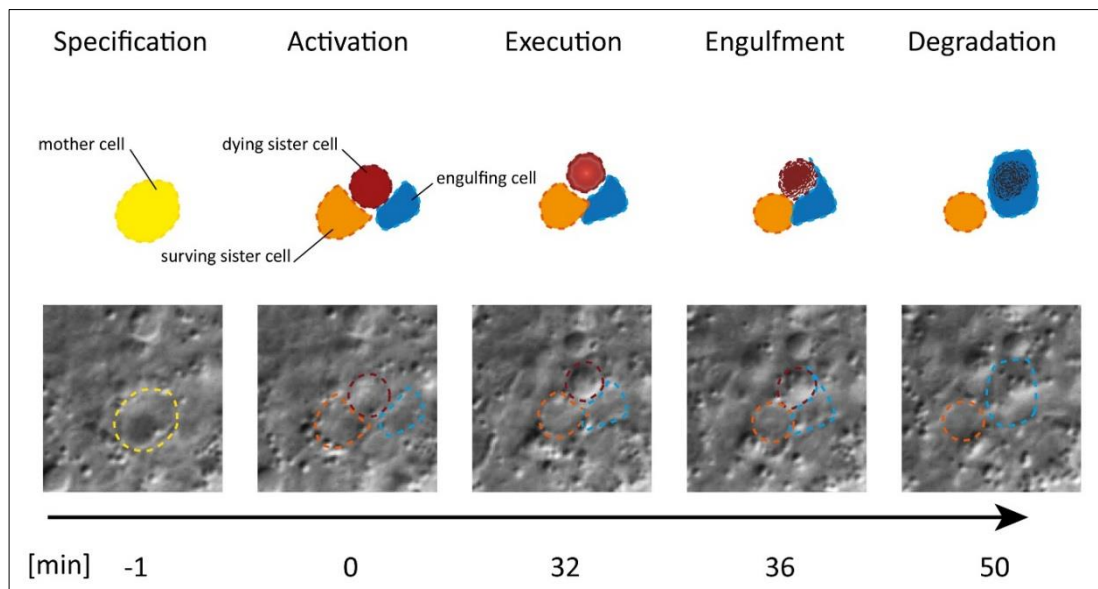 Specification Activation Execution Engulfment Degradation
mother cell
dying sister cell
engulfing cell
surving sister cell
[min] -1 0 32 36 50